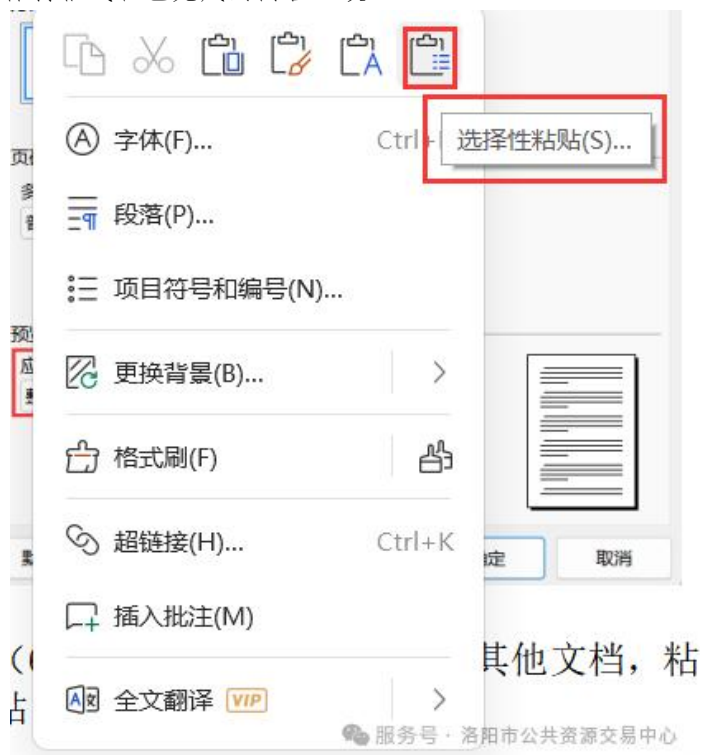 字体(F)...
Ctrl+
选择性粘贴(S)...
段落(P)...
项目符号和编号(N)...
更换背景(B)...
格式刷(F)
超链接(H)...
Ctrl+K
取消
插入批注(M)
其他文档，粘
全文翻译 VIP
服务号·洛阳市公共资源交易中心